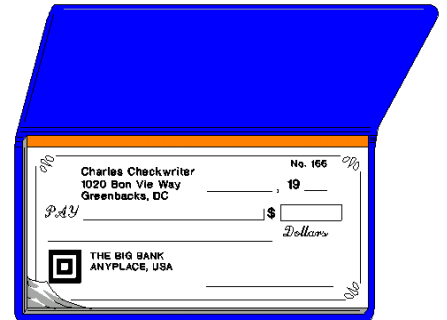 No. 166
Charles Checkwriter
1020 Bon Vie Way
Greenbacks, DC
, 19
PAY $
Dollars
THE BIG BANK
ANYPLACE, USA